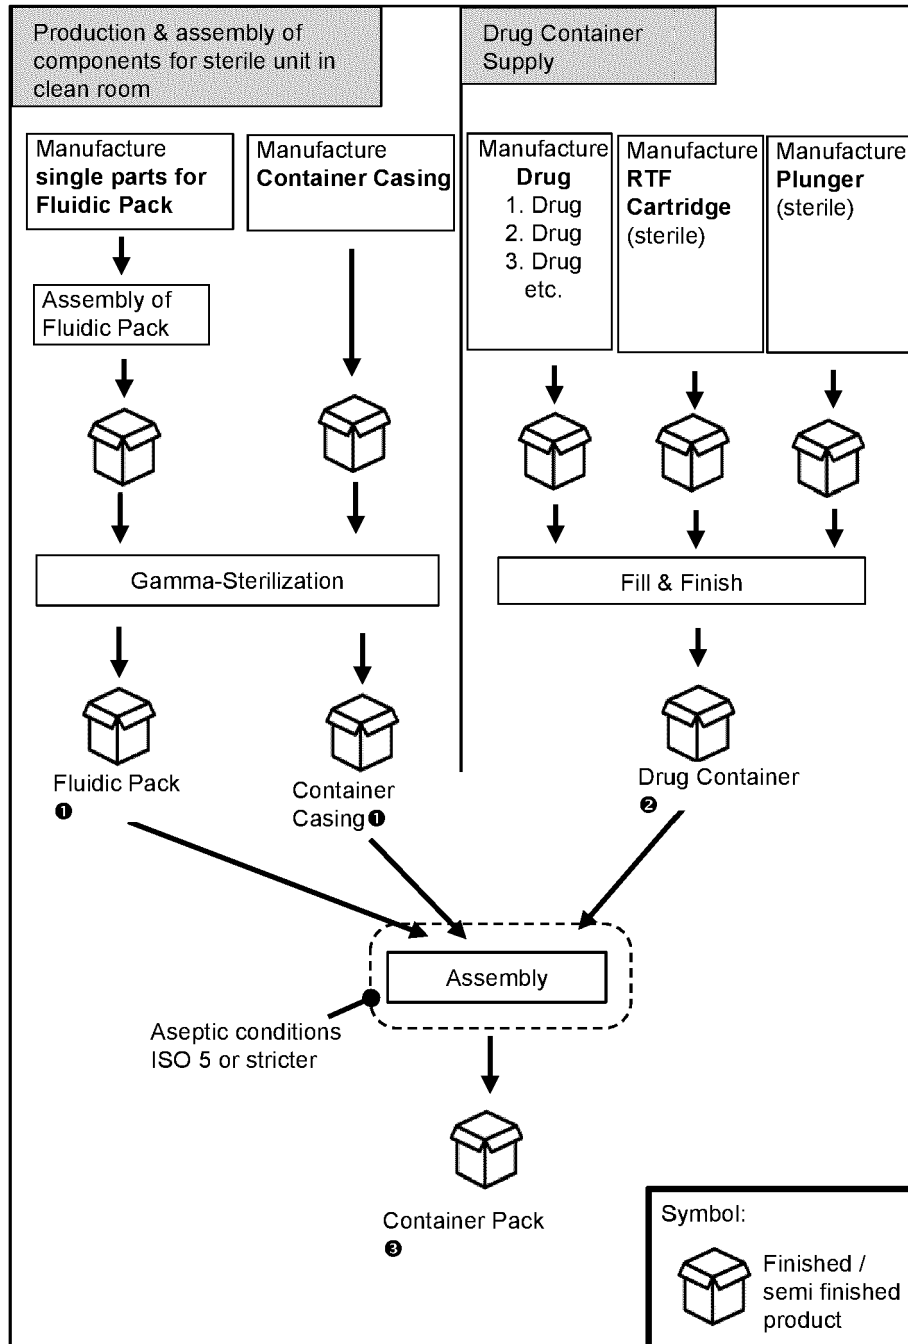 Production & assembly of
components for sterile unit in
clean room
Drug Container
Supply
Manufacture
single parts for
Fluidic Pack
Manufacture
Container Casing
Manufacture
Drug
1. Drug
2. Drug
3. Drug
etc.
Manufacture
RTF
Cartridge
(sterile)
Manufacture
Plunger
(sterile)
Assembly of
Fluidic Pack
Gamma-Sterilization
Fill & Finish
Fluidic Pack
❶
Container
Casing❶
Drug Container
❷
Assembly
Aseptic conditions
ISO 5 or stricter
Container Pack
❸
Symbol:
Finished /
semi finished
product